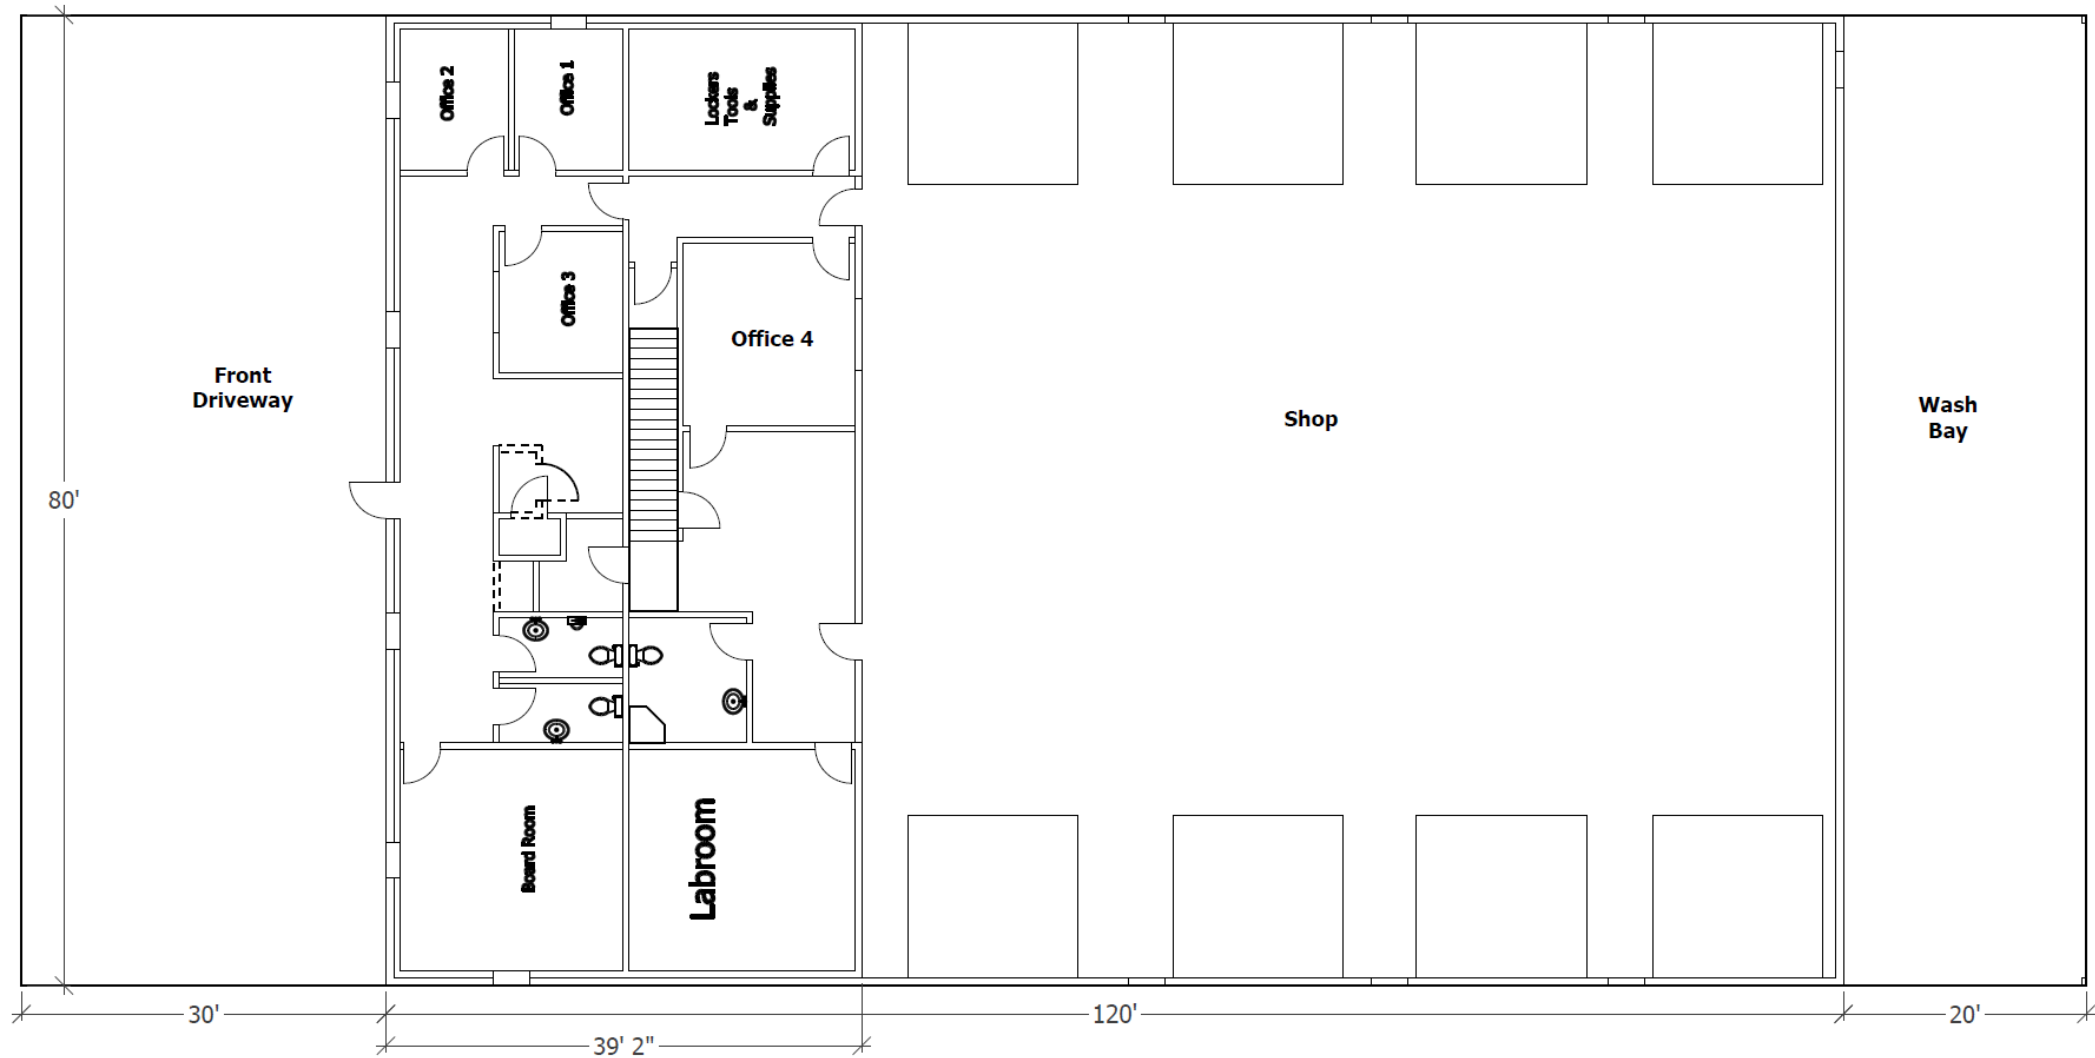 Office 2
Office 1
Lockers
Tools
&
Supplies
Office 3
Office 4
Front
Driveway
Shop
Wash
Bay
80'
Board Room
Labroom
30'
120'
20'
39' 2"